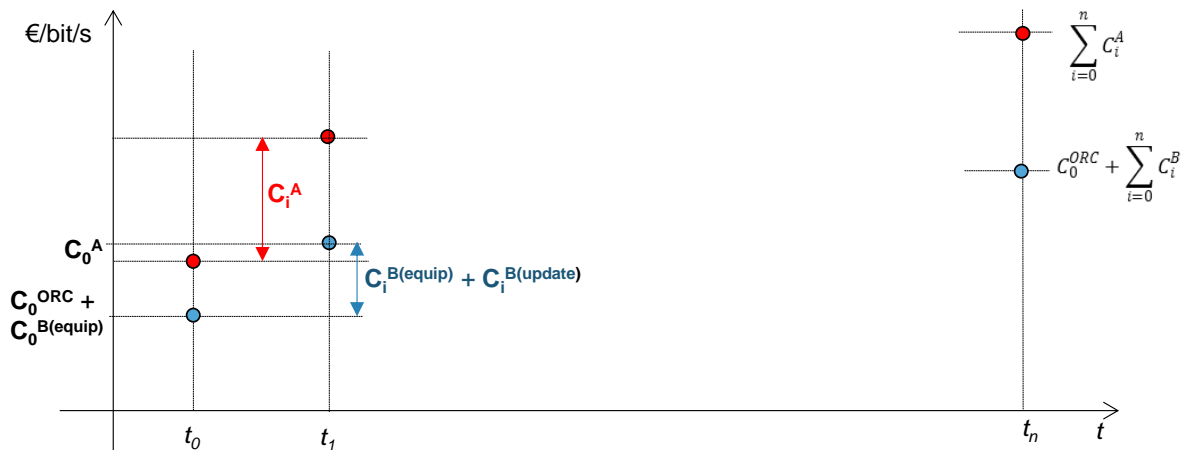 €/bit/s
n
∑ C_i^A
i=0
C_i^A
n
C_0^ORC + ∑ C_i^B
i=0
C_0^A
C_i^B(equip) + C_i^B(update)
C_0^ORC +
C_0^B(equip)
t_0
t_1
t_n
t